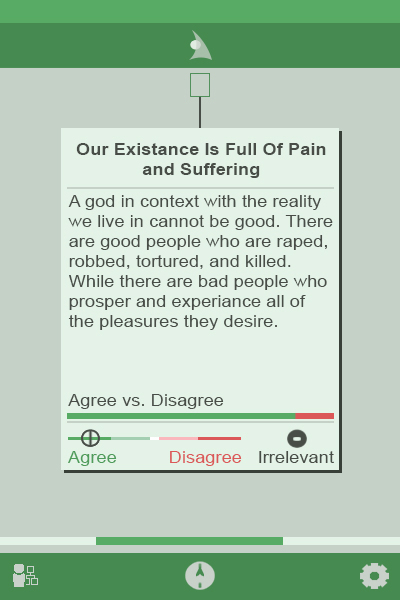 Our Existance Is Full Of Pain
and Suffering
A god in context with the reality
we live in cannot be good. There
are good people who are raped,
robbed, tortured, and killed.
While there are bad people who
prosper and experiance all of
the pleasures they desire.
Agree vs. Disagree
Agree Disagree Irrelevant